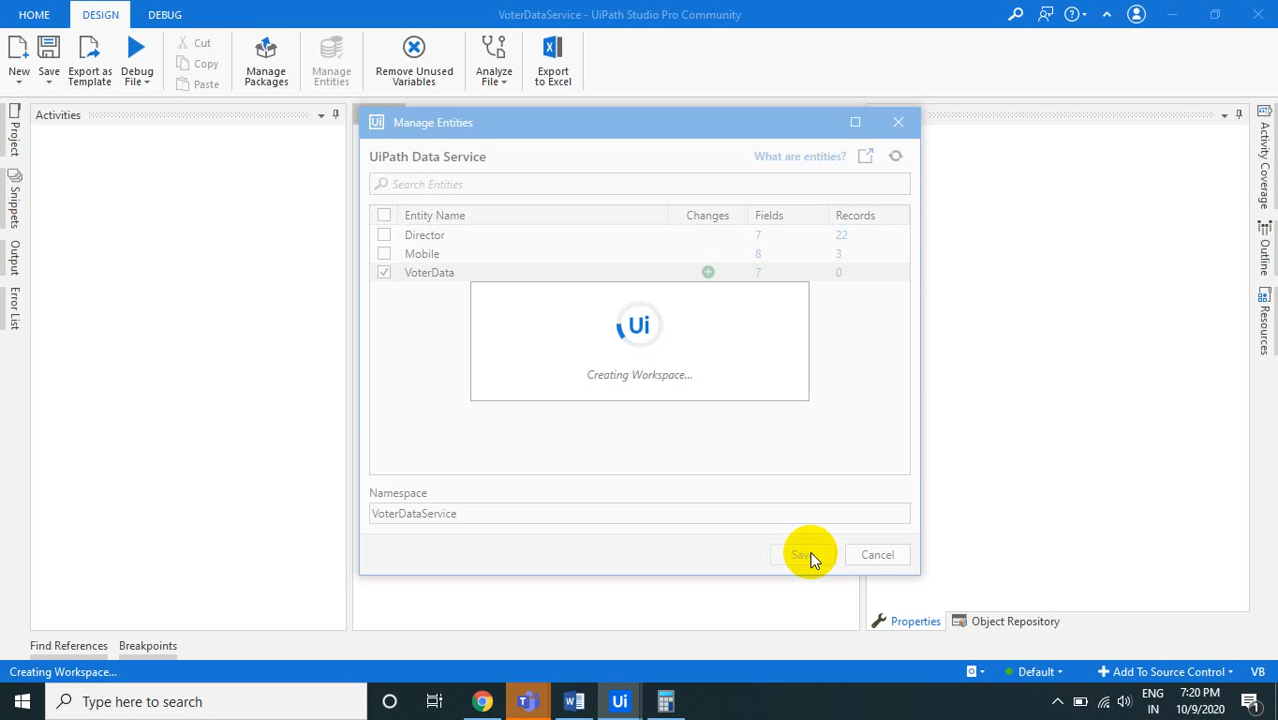 HOME DESIGN DEBUG VoterDataService - UiPath Studio Pro Community
New Save Export as Template Debug File Cut Copy Paste Manage Packages Manage Entities Remove Unused Variables Analyze File Export to Excel
Activities
Project
Snippets
Output
Error List
Ui Manage Entities
UiPath Data Service What are entities?
Search Entities
Entity Name Changes Fields Records
Director 7 22
Mobile 8 3
VoterData 7 0
Ui
Creating Workspace...
Namespace
VoterDataService
Cancel
Activity Coverage
Outline
Resources
Properties Object Repository
Find References Breakpoints
Creating Workspace... Default Add To Source Control VB
Type here to search Ui ENG IN 7:20 PM 10/9/2020 1